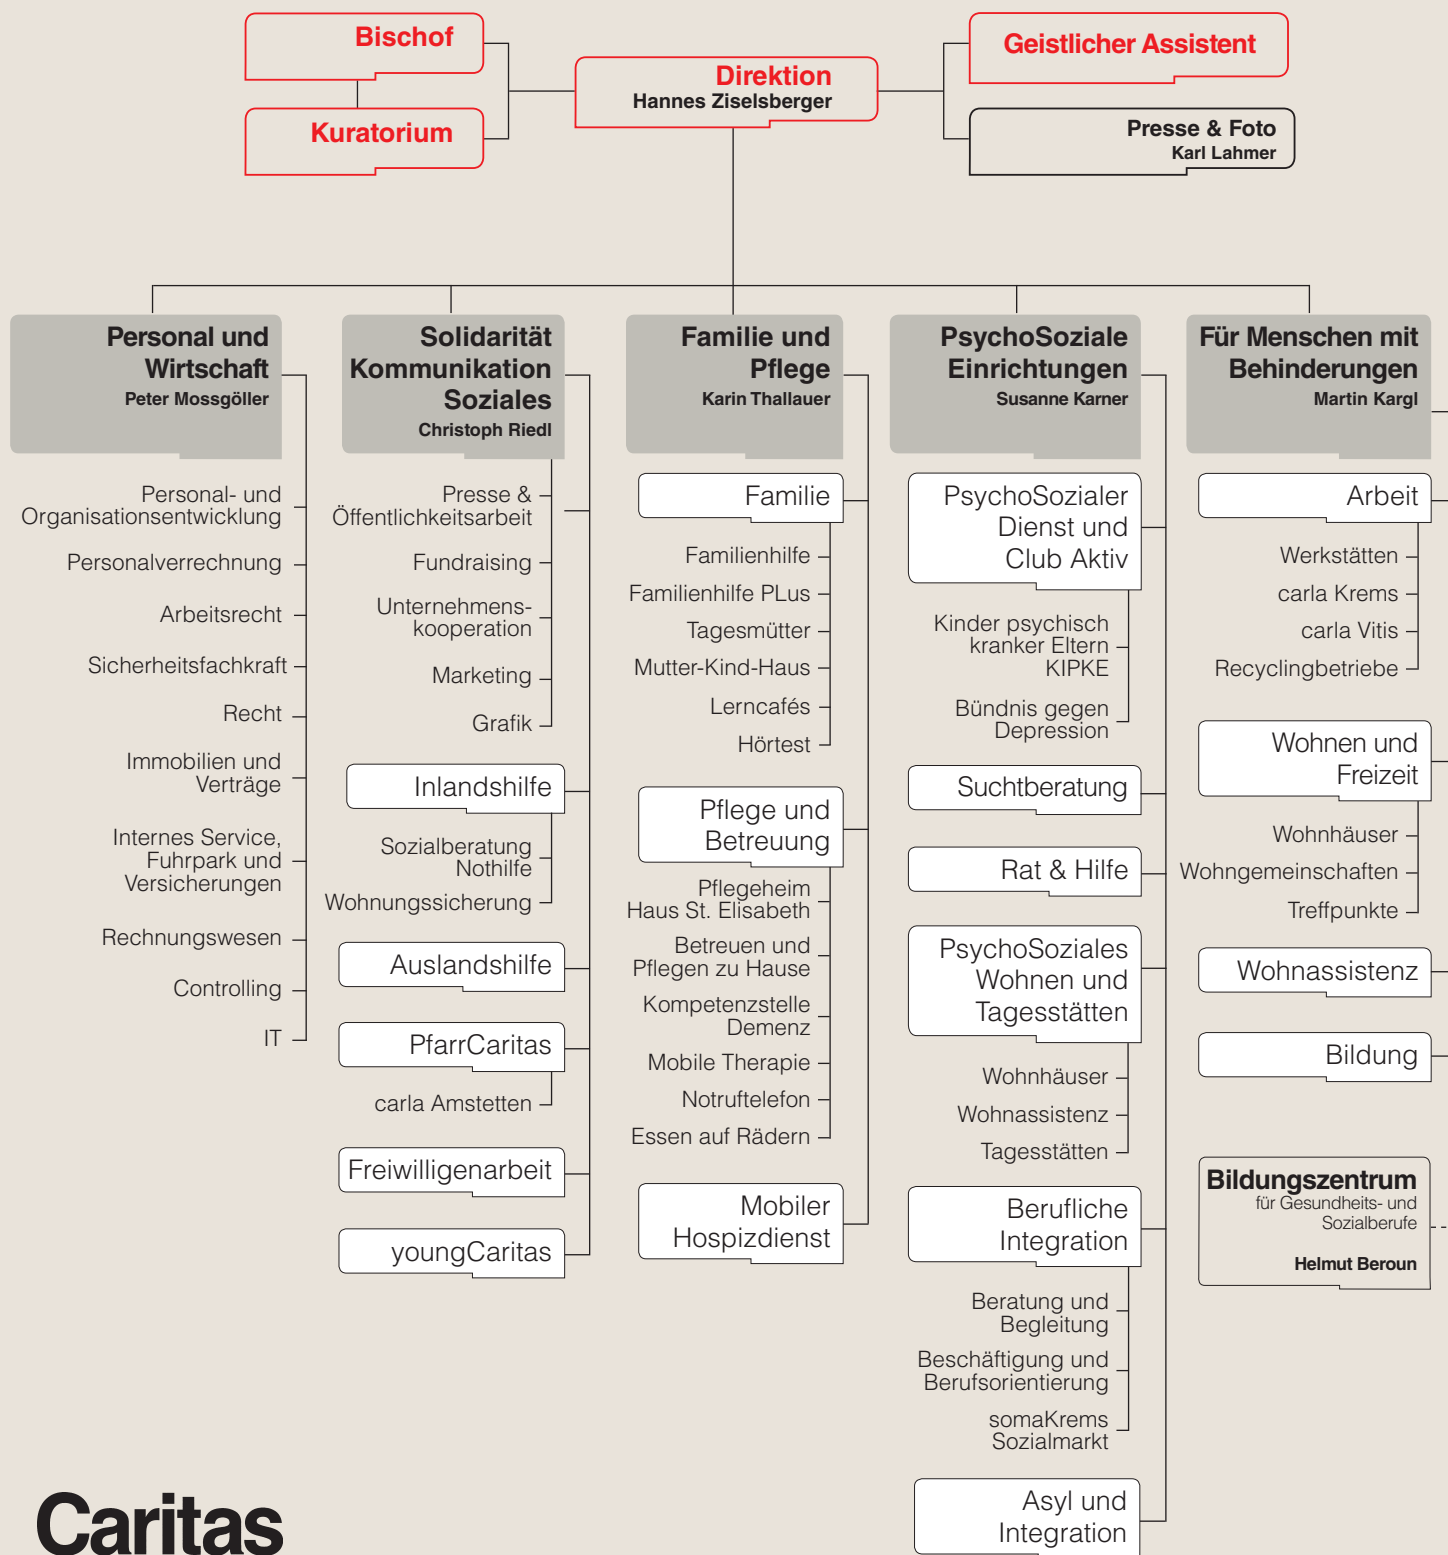 Bischof
Kuratorium
Direktion
Hannes Ziselsberger
Geistlicher Assistent
Presse & Foto
Karl Lahmer
Personal und
Wirtschaft
Peter Mossgöller
Personal- und
Organisationsentwicklung
Personalverrechnung
Arbeitsrecht
Sicherheitsfachkraft
Recht
Immobilien und
Verträge
Internes Service,
Fuhrpark und
Versicherungen
Rechnungswesen
Controlling
IT
Solidarität
Kommunikation
Soziales
Christoph Riedl
Presse &
Öffentlichkeitsarbeit
Fundraising
Unternehmens-
kooperation
Marketing
Grafik
Inlandshilfe
Sozialberatung
Nothilfe
Wohnungssicherung
Auslandshilfe
PfarrCaritas
carla Amstetten
Freiwilligenarbeit
youngCaritas
Familie und
Pflege
Karin Thallauer
Familie
Familienhilfe
Familienhilfe PLus
Tagesmütter
Mutter-Kind-Haus
Lerncafés
Hörtest
Pflege und
Betreuung
Pflegeheim
Haus St. Elisabeth
Betreuen und
Pflegen zu Hause
Kompetenzstelle
Demenz
Mobile Therapie
Notruftelefon
Essen auf Rädern
Mobiler
Hospizdienst
PsychoSoziale
Einrichtungen
Susanne Karner
PsychoSozialer
Dienst und
Club Aktiv
Kinder psychisch
kranker Eltern
KIPKE
Bündnis gegen
Depression
Suchtberatung
Rat & Hilfe
PsychoSoziales
Wohnen und
Tagesstätten
Wohnhäuser
Wohnassistenz
Tagesstätten
Berufliche
Integration
Beratung und
Begleitung
Beschäftigung und
Berufsorientierung
somaKrems
Sozialmarkt
Asyl und
Integration
Für Menschen mit
Behinderungen
Martin Kargl
Arbeit
Werkstätten
carla Krems
carla Vitis
Recyclingbetriebe
Wohnen und
Freizeit
Wohnhäuser
Wohngemeinschaften
Treffpunkte
Wohnassistenz
Bildung
Bildungszentrum
für Gesundheits- und
Sozialberufe
Helmut Beroun
Caritas